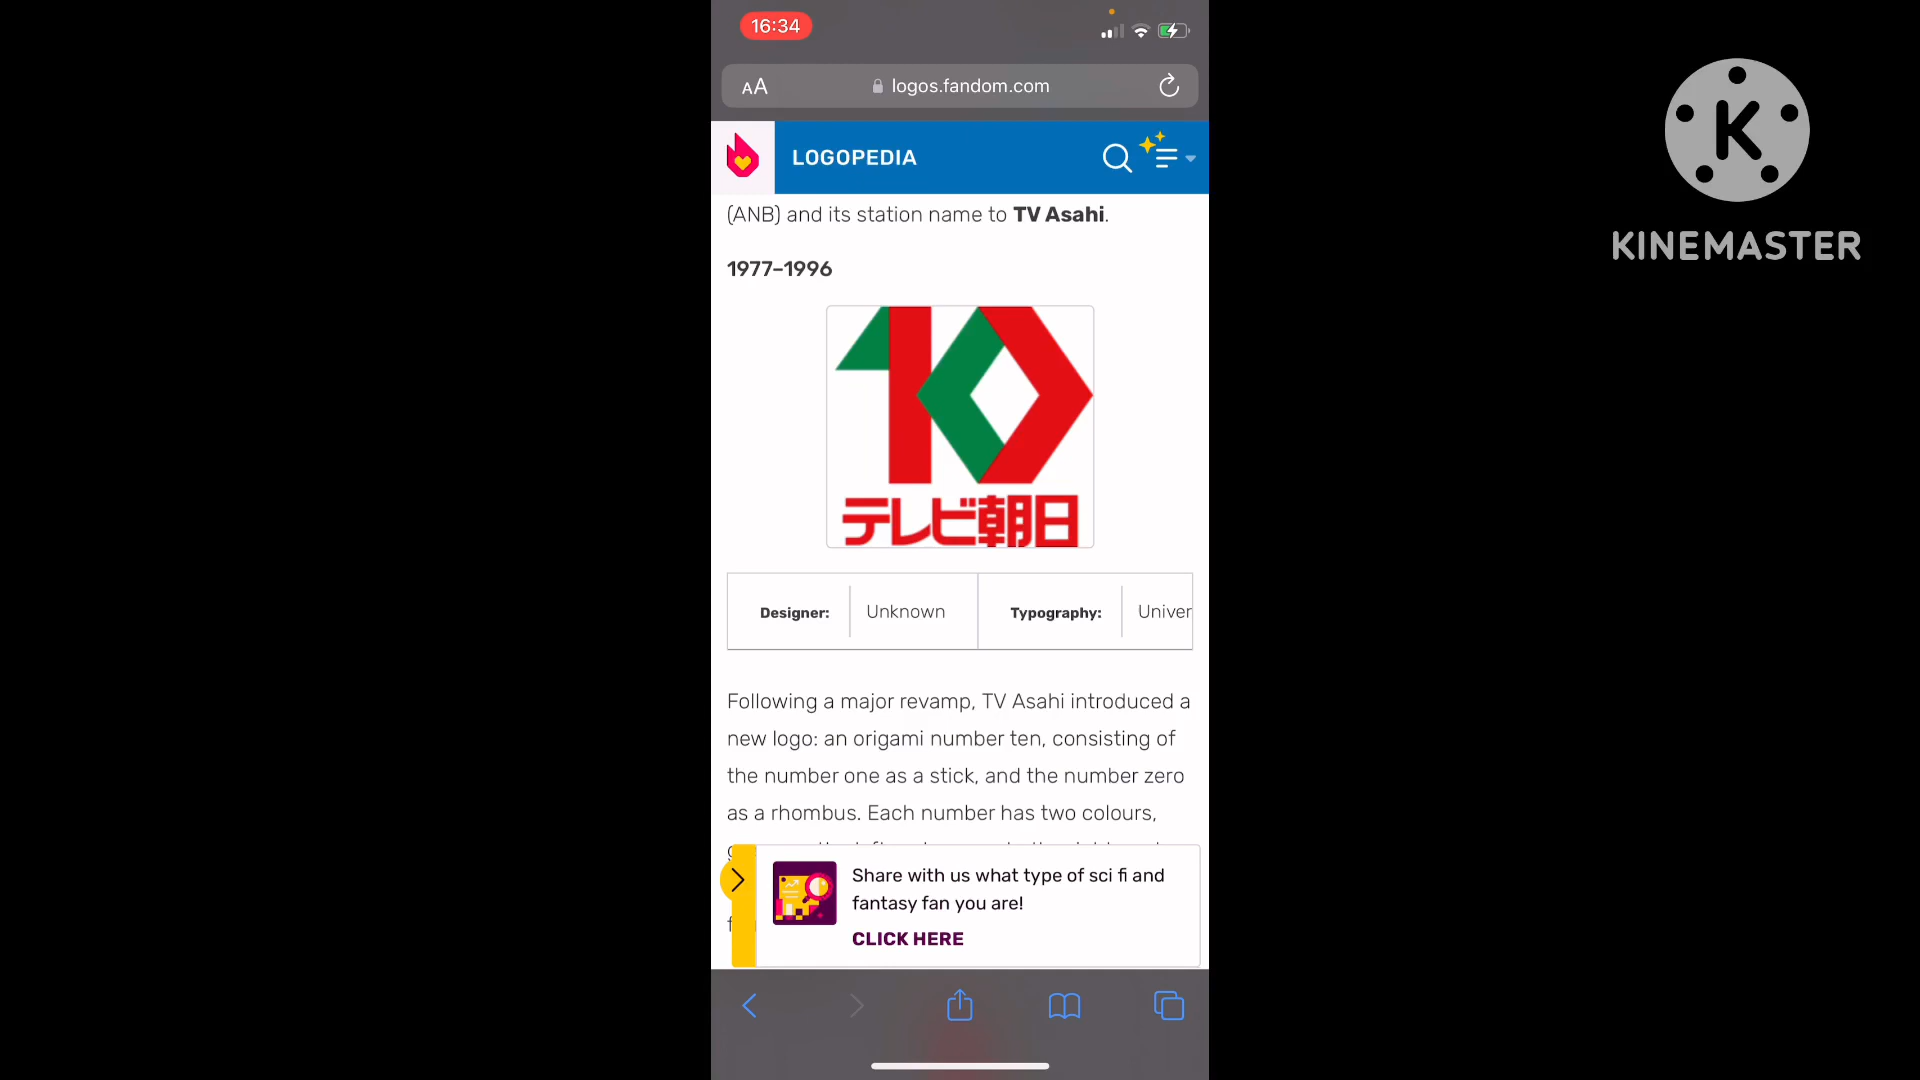 16:34
AA
logos.fandom.com
LOGOPEDIA
(ANB) and its station name to TV Asahi.
1977–1996
10
テレビ朝日
Designer: Unknown Typography: Univer
Following a major revamp, TV Asahi introduced a
new logo: an origami number ten, consisting of
the number one as a stick, and the number zero
as a rhombus. Each number has two colours,
Share with us what type of sci fi and
fantasy fan you are!
CLICK HERE
K
KINEMASTER